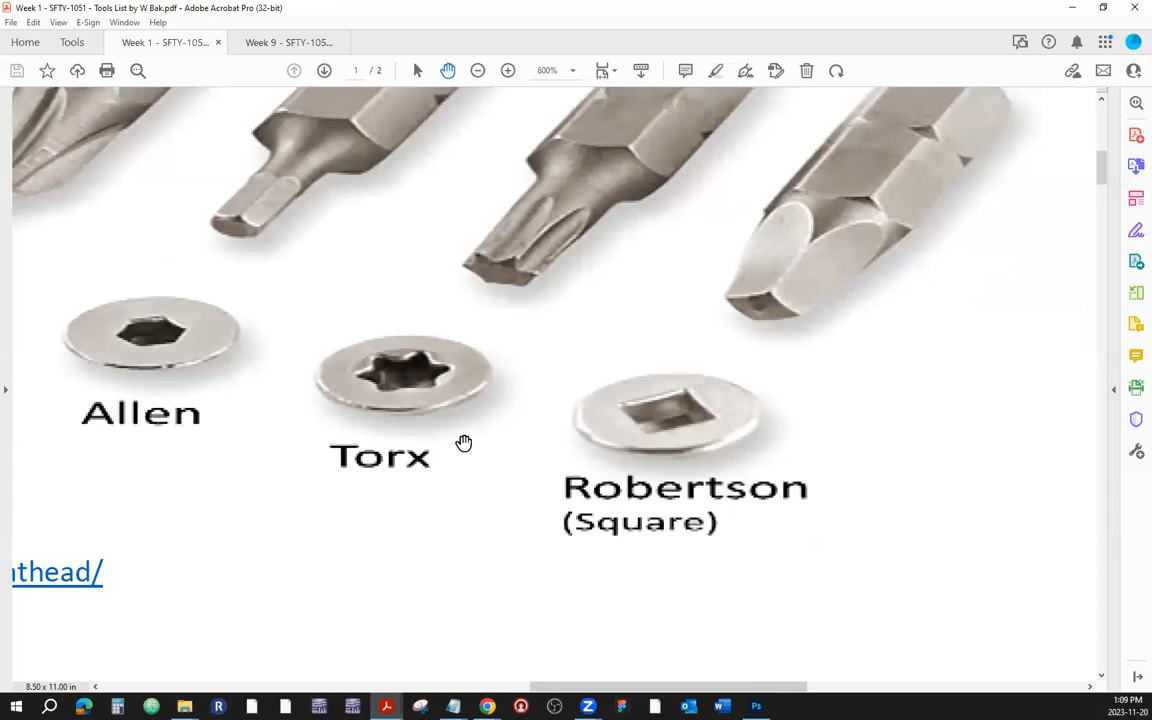 Week 1 - SFTY-1051 - Tools List by W Bak.pdf - Adobe Acrobat Pro (32-bit)
File Edit View E-Sign Window Help
Home Tools Week 1 - SFTY-105... × Week 9 - SFTY-105...
1 / 2 600%
Allen
Torx
Robertson
(Square)
athead/
8.50 x 11.00 in
R Ps
1:09 PM
2023-11-20